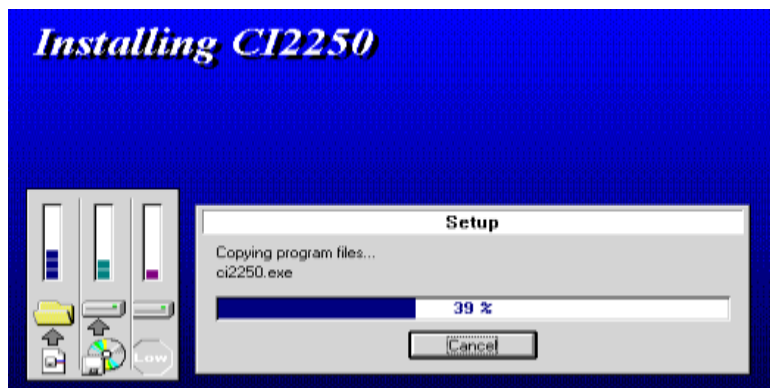 Installing CI2250
Setup
Copying program files...
ci2250.exe
39 %
Cancel
Low